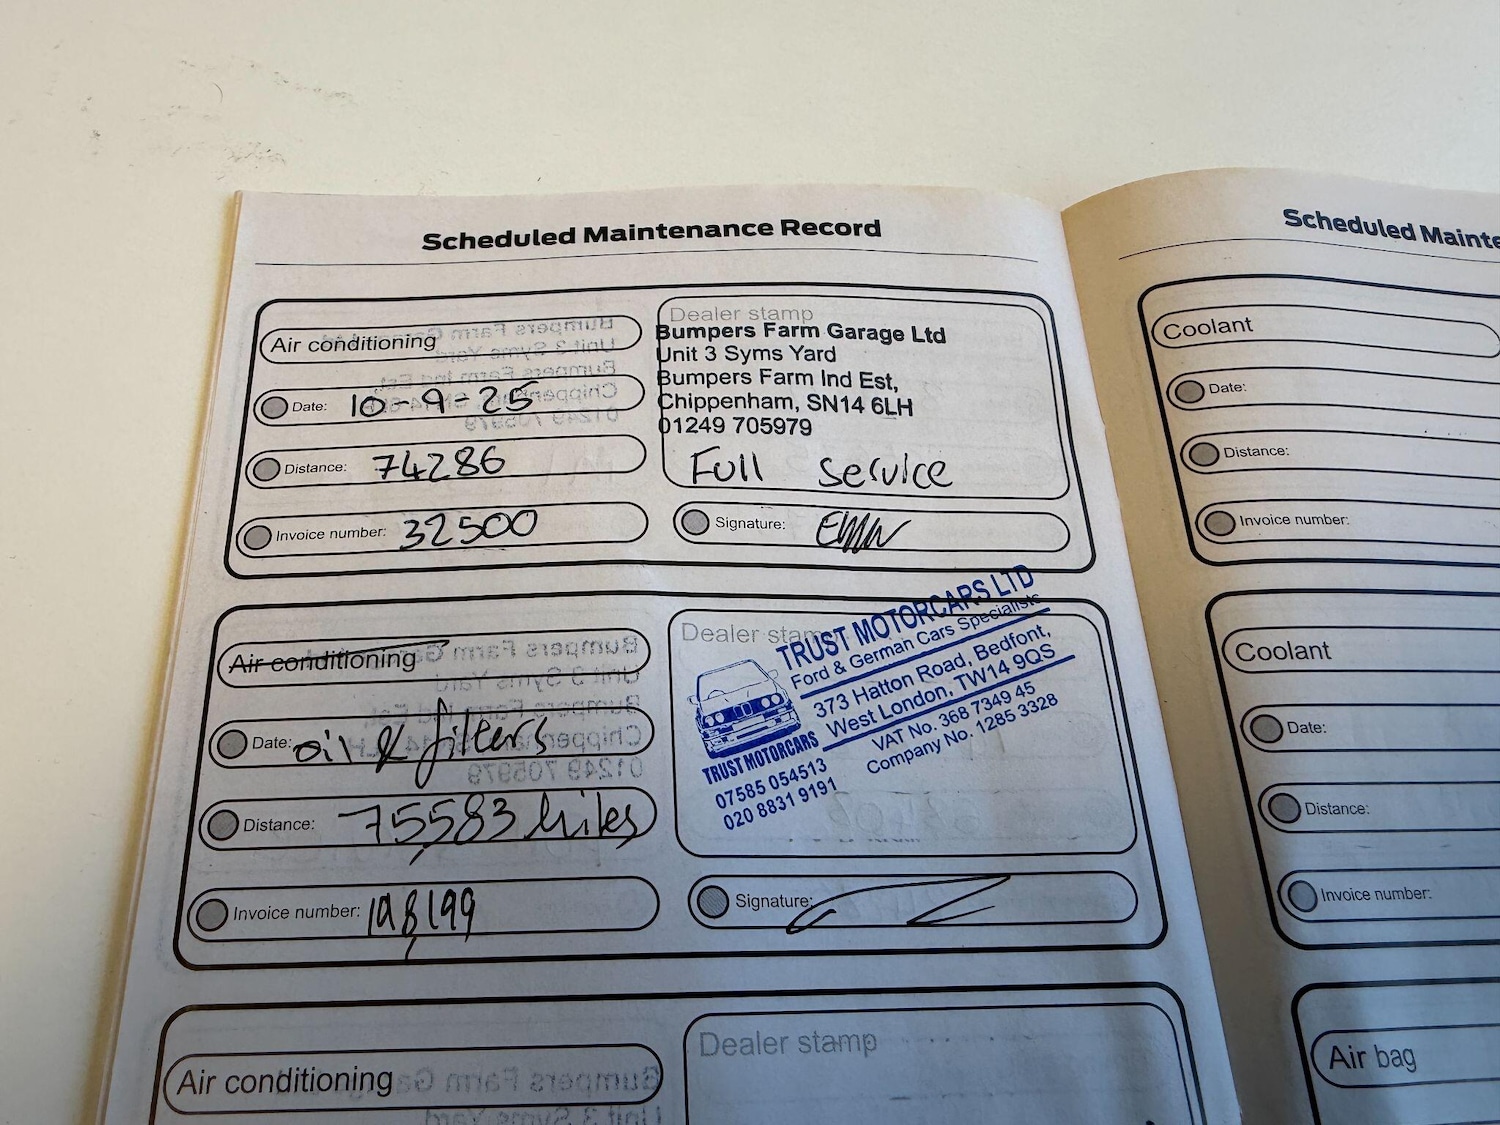 Scheduled Maintenance Record
Air conditioning
Date: 10-9-25
Distance: 74286
Invoice number: 32500
Dealer stamp
Bumpers Farm Garage Ltd
Unit 3 Syms Yard
Bumpers Farm Ind Est,
Chippenham, SN14 6LH
01249 705979
Full service
Signature:
Air conditioning
Date: oil & filters
Distance: 75,583 Miles
Invoice number:
Dealer stamp
TRUST MOTORCARS LTD
Ford & German Cars Specialists
373 Hatton Road, Bedfont,
West London, TW14 9QS
VAT No. 368 7349 45
Company No. 1285 3328
TRUST MOTORCARS
07585 054513
020 8831 9191
Signature:
Air conditioning
Dealer stamp
Scheduled Mainte
Coolant
Date:
Distance:
Invoice number:
Coolant
Date:
Distance:
Invoice number:
Air bag